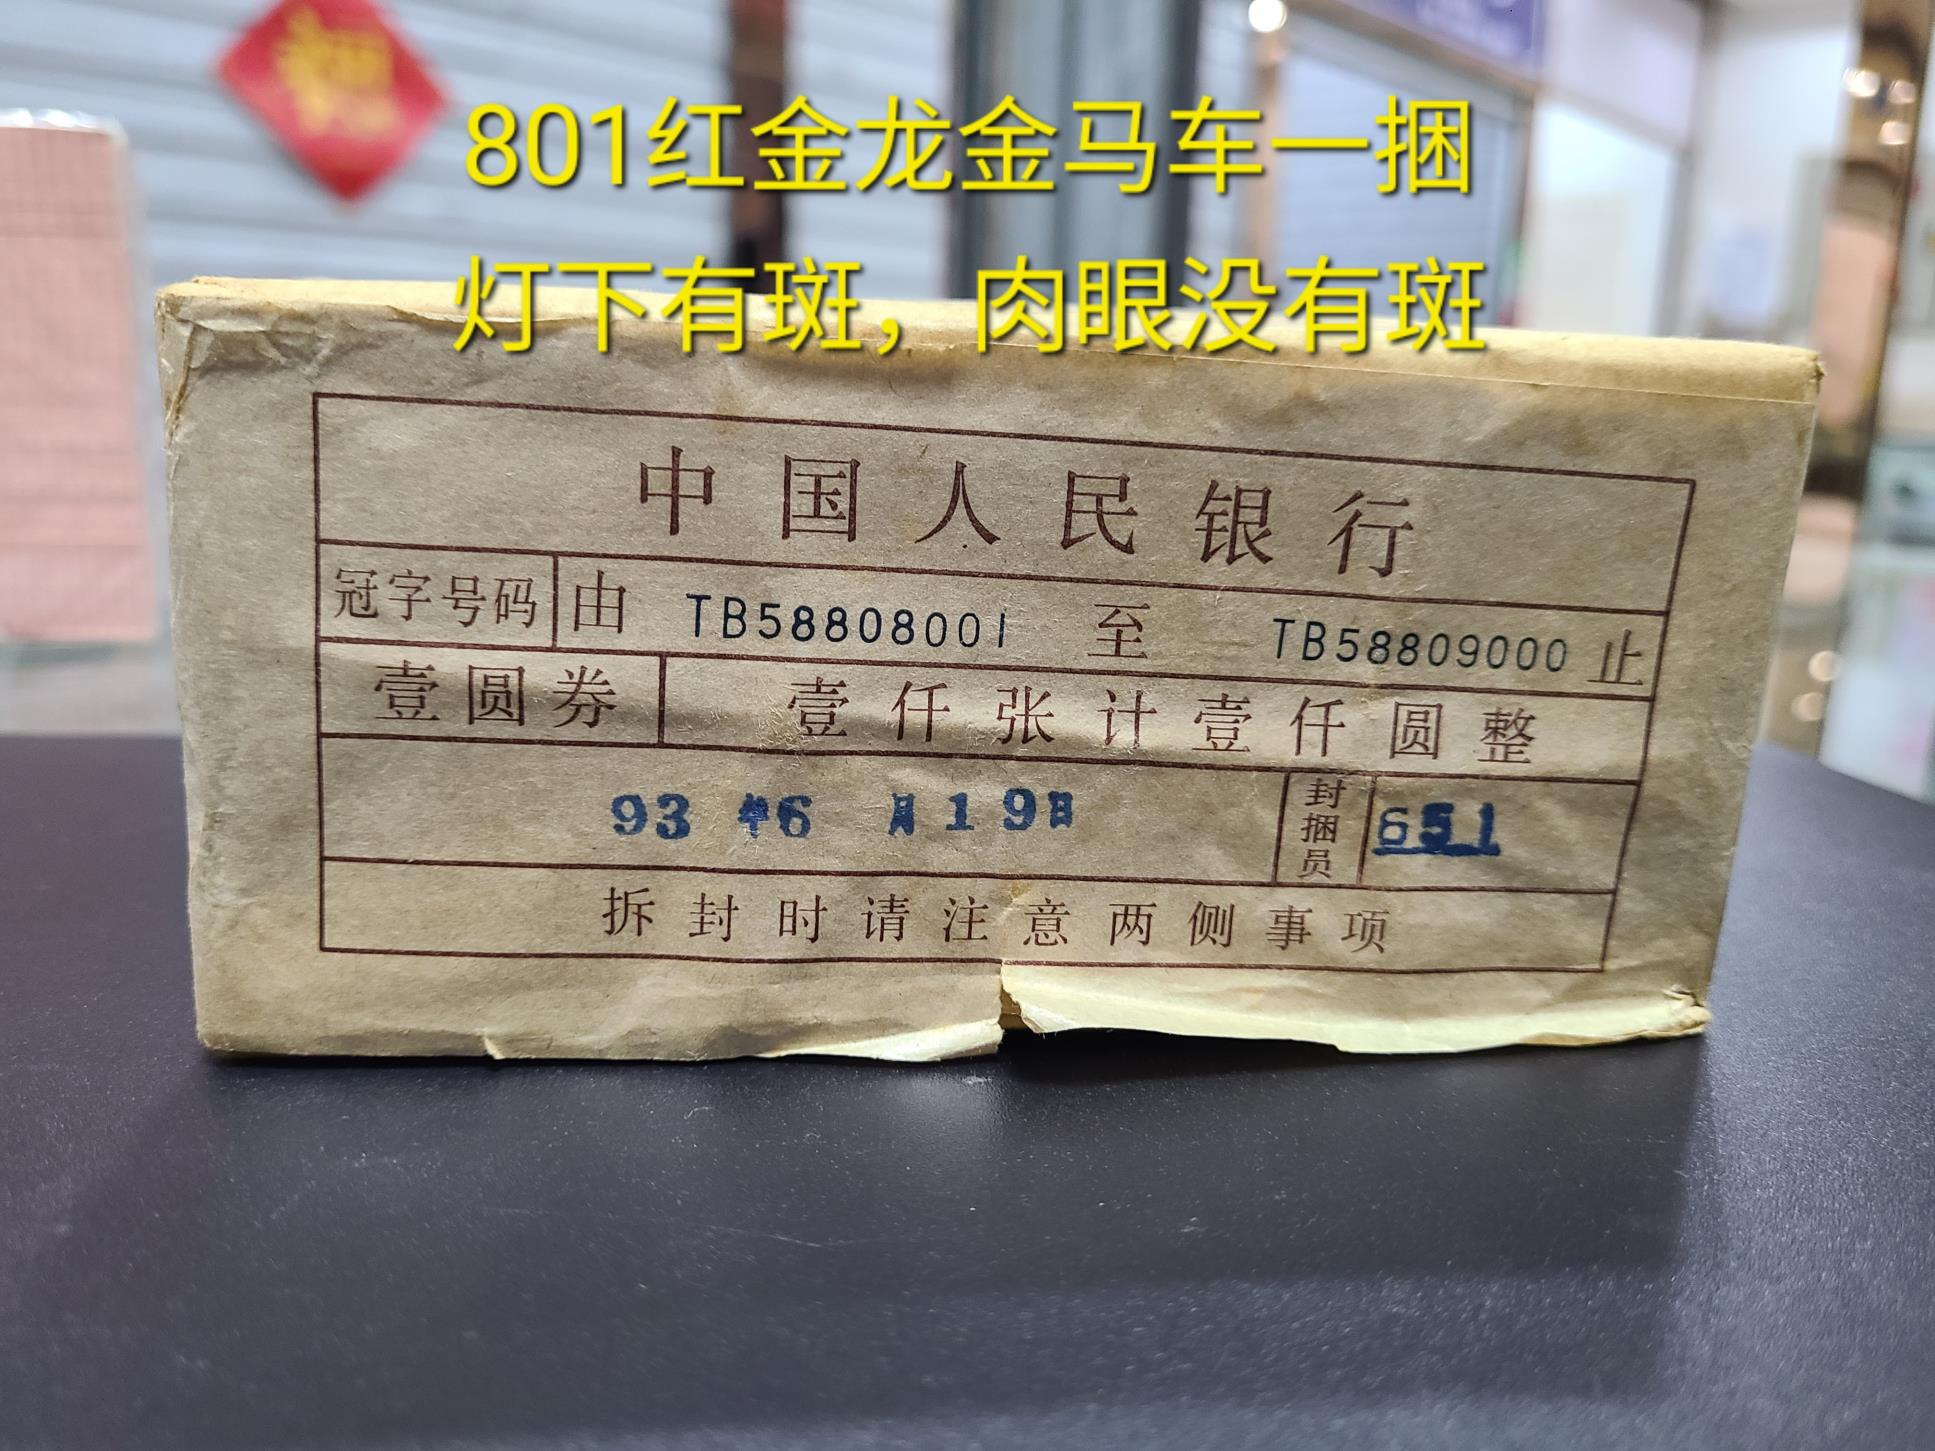 801红金龙金马车一捆
灯下有斑，肉眼没有斑
中国人民银行
冠字号码 由 TB58808001 至 TB58809000 止
壹圆券 壹仟张计壹仟圆整
93年6月19日 封捆员 651
拆封时请注意两侧事项